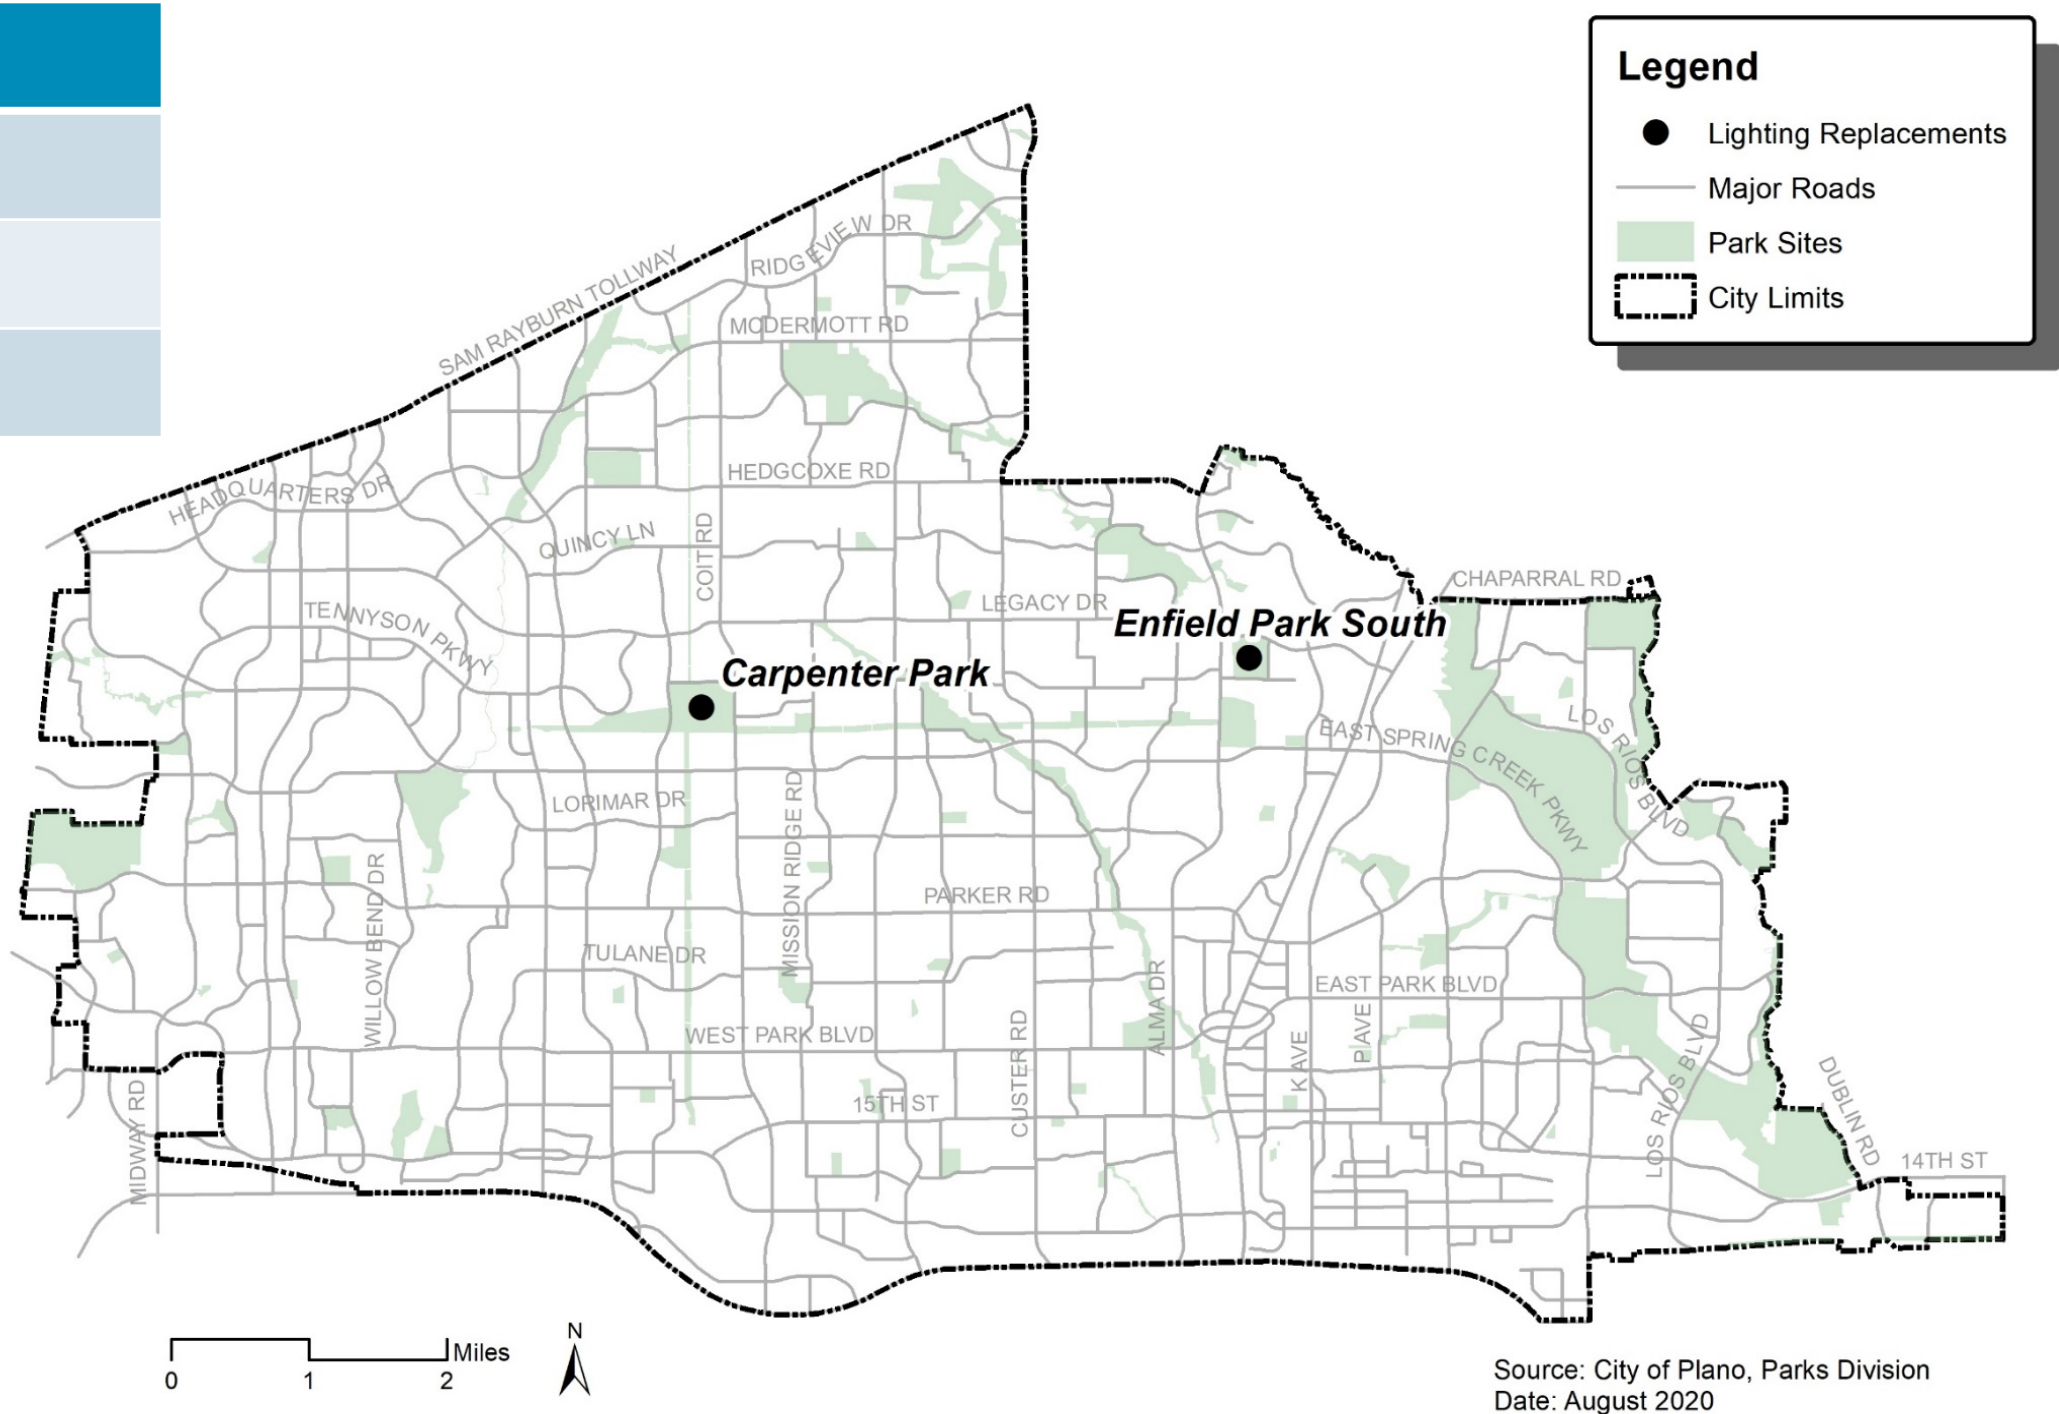 Legend
Lighting Replacements
Major Roads
Park Sites
City Limits
RIDGEVIEW DR
SAM RAYBURN TOLLWAY
MCDERMOTT RD
HEDGCOXE RD
HEADQUARTERS DR
QUINCY LN
COIT RD
CHAPARRAL RD
TENNYSON PKWY
LEGACY DR
Enfield Park South
Carpenter Park
LOS RIOS BLVD
EAST SPRING CREEK PKWY
LORIMAR DR
MISSION RIDGE RD
WILLOW BEND DR
PARKER RD
TULANE DR
ALMA DR
EAST PARK BLVD
WEST PARK BLVD
CUSTER RD
K AVE
P AVE
LOS RIOS BLVD
DUBLIN RD
MIDWAY RD
15TH ST
14TH ST
N
Miles
0 1 2
Source: City of Plano, Parks Division
Date: August 2020